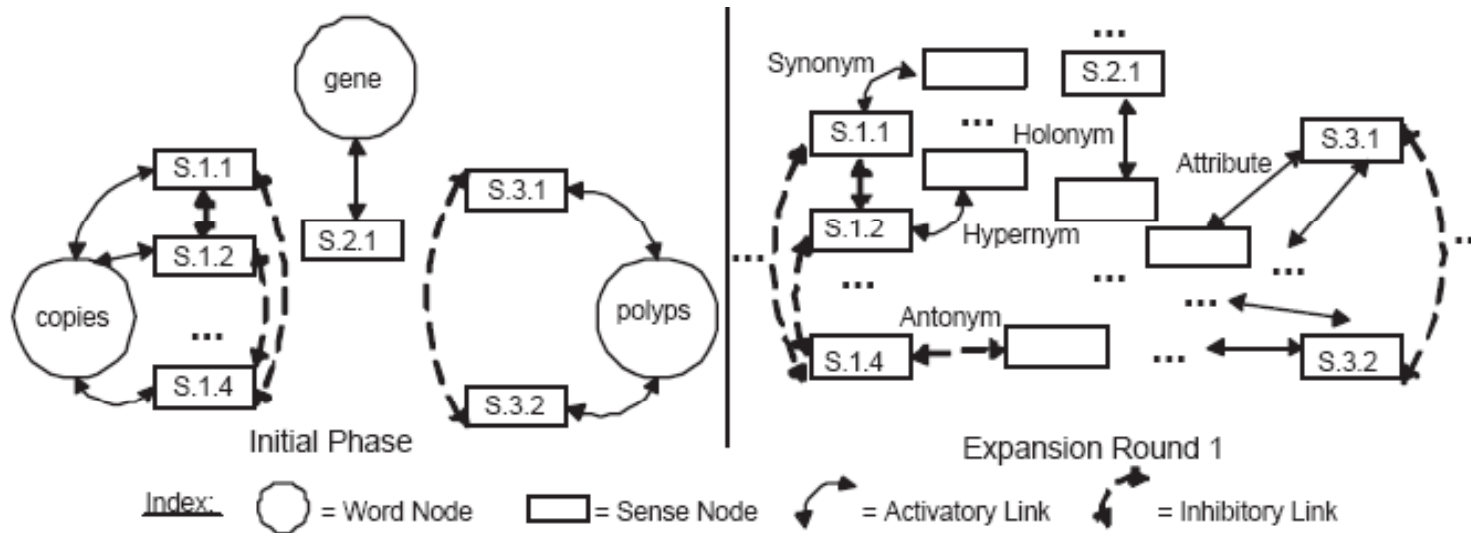 gene
S.1.1
S.1.2
S.2.1
S.3.1
copies
polyps
...
S.1.4
S.3.2
Initial Phase
...
Synonym
S.2.1
S.1.1
...
Holonym
S.3.1
Attribute
S.1.2
Hypernym
...
...
...
...
...
...
Antonym
S.1.4
...
S.3.2
Expansion Round 1
Index: = Word Node = Sense Node = Activatory Link = Inhibitory Link